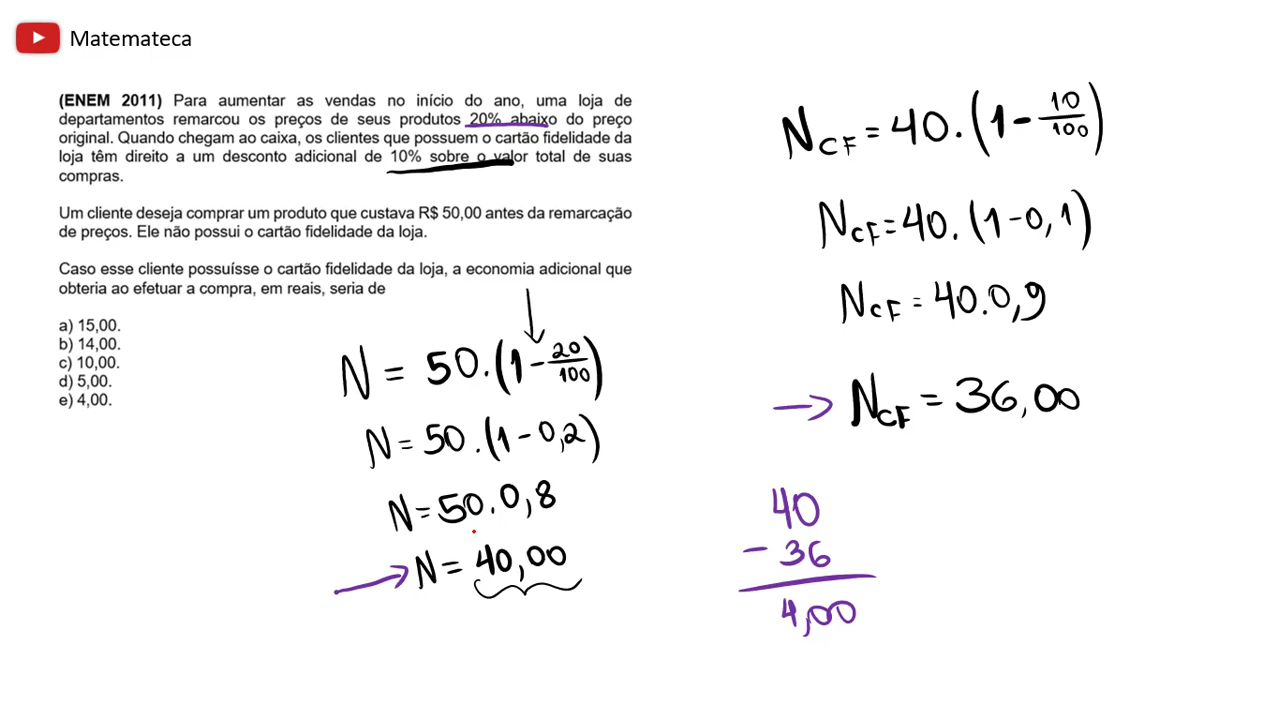 Matemateca
(ENEM 2011) Para aumentar as vendas no início do ano, uma loja de
departamentos remarcou os preços de seus produtos 20% abaixo do preço
original. Quando chegam ao caixa, os clientes que possuem o cartão fidelidade da
loja têm direito a um desconto adicional de 10% sobre o valor total de suas
compras.
Um cliente deseja comprar um produto que custava R$ 50,00 antes da remarcação
de preços. Ele não possui o cartão fidelidade da loja.
Caso esse cliente possuísse o cartão fidelidade da loja, a economia adicional que
obteria ao efetuar a compra, em reais, seria de
a) 15,00.
b) 14,00.
c) 10,00.
d) 5,00.
e) 4,00.
N = 50.(1 - 20/100)
N = 50.(1 - 0,2)
N = 50.0,8
N = 40,00
NCF = 40.(1 - 10/100)
NCF = 40.(1 - 0,1)
NCF = 40.0,9
NCF = 36,00
40
- 36
4,00